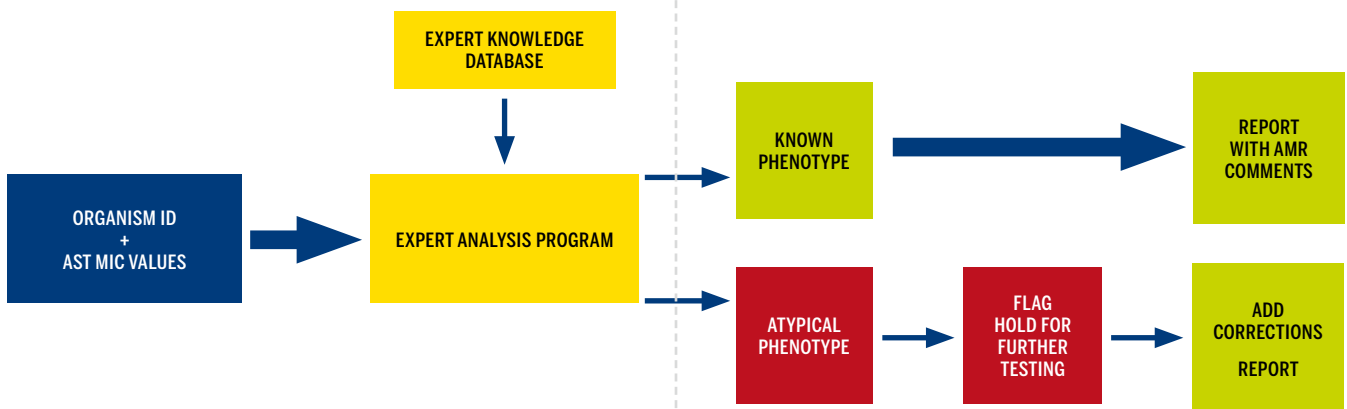 EXPERT KNOWLEDGE
DATABASE
ORGANISM ID
+
AST MIC VALUES
EXPERT ANALYSIS PROGRAM
KNOWN
PHENOTYPE
REPORT
WITH AMR
COMMENTS
ATYPICAL
PHENOTYPE
FLAG
HOLD FOR
FURTHER
TESTING
ADD
CORRECTIONS
REPORT